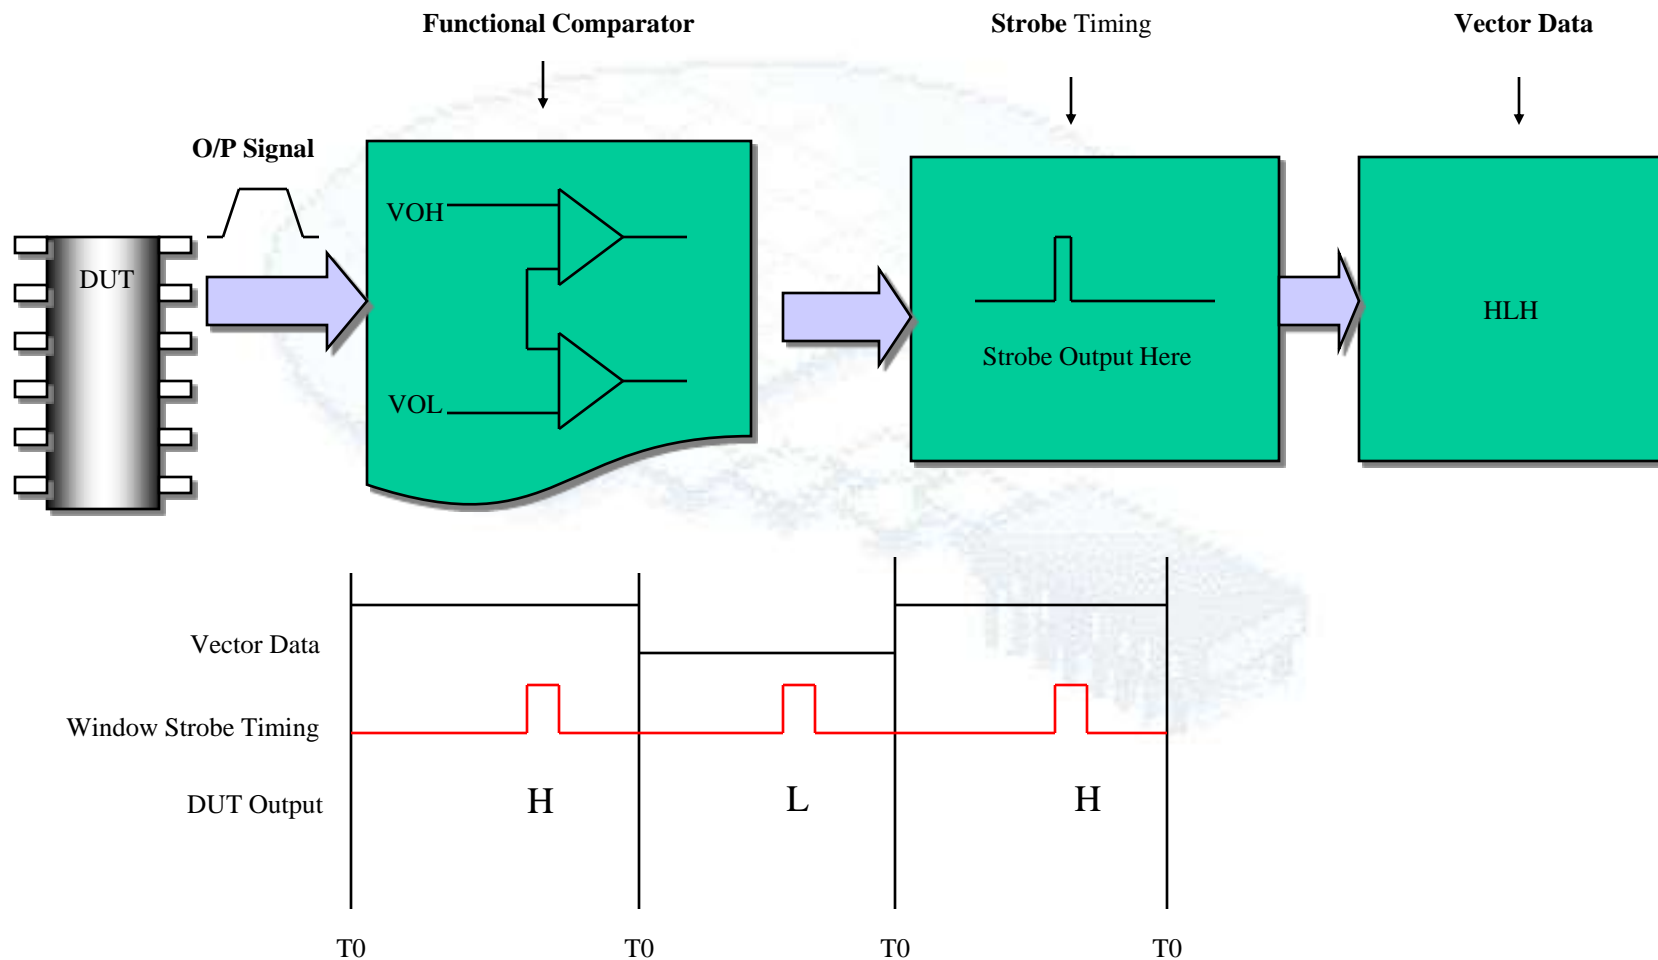 Functional Comparator
Strobe Timing
Vector Data
O/P Signal
DUT
VOH
VOL
Strobe Output Here
HLH
Vector Data
Window Strobe Timing
DUT Output
H
L
H
T0
T0
T0
T0